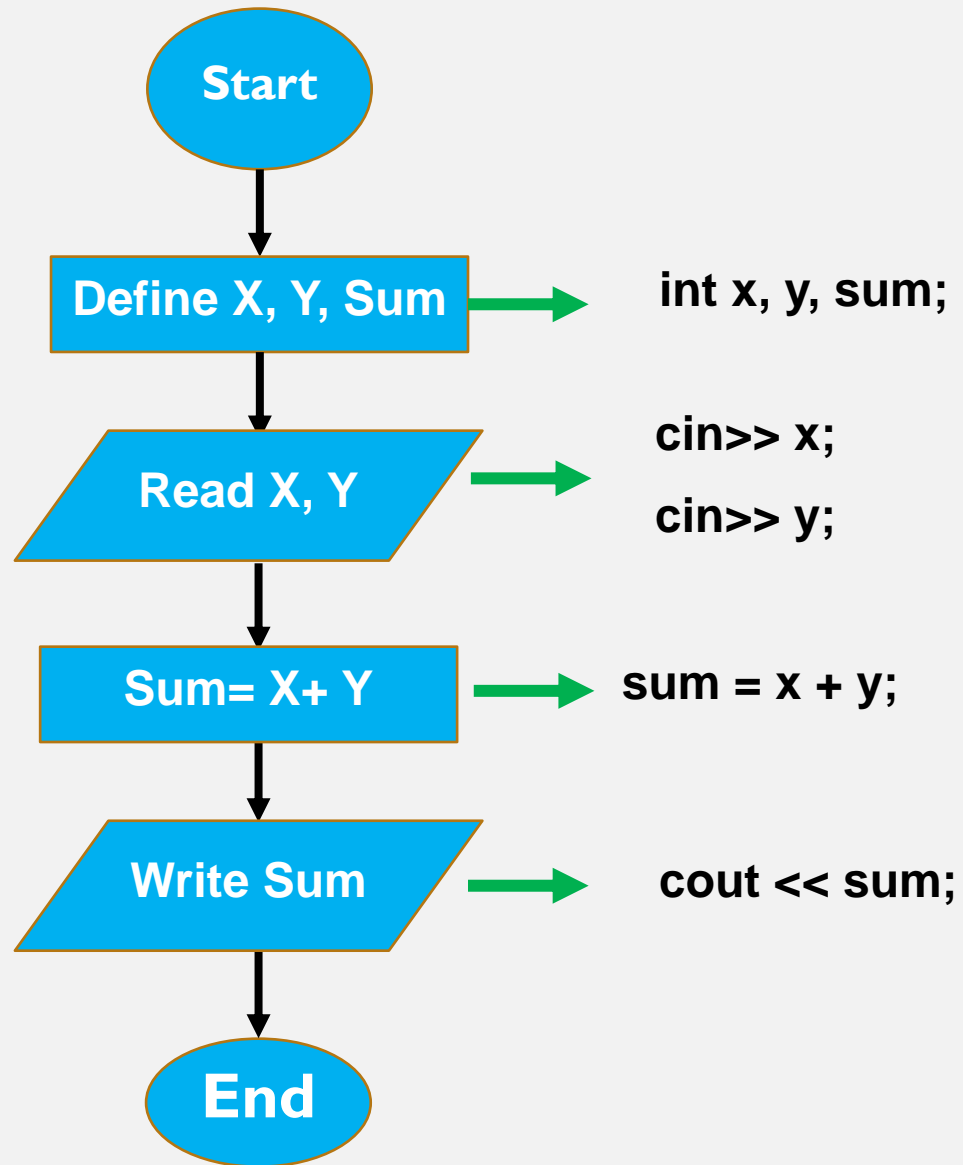 Start
Define X, Y, Sum
int x, y, sum;
Read X, Y
cin>> x;
cin>> y;
Sum= X+ Y
sum = x + y;
Write Sum
cout << sum;
End